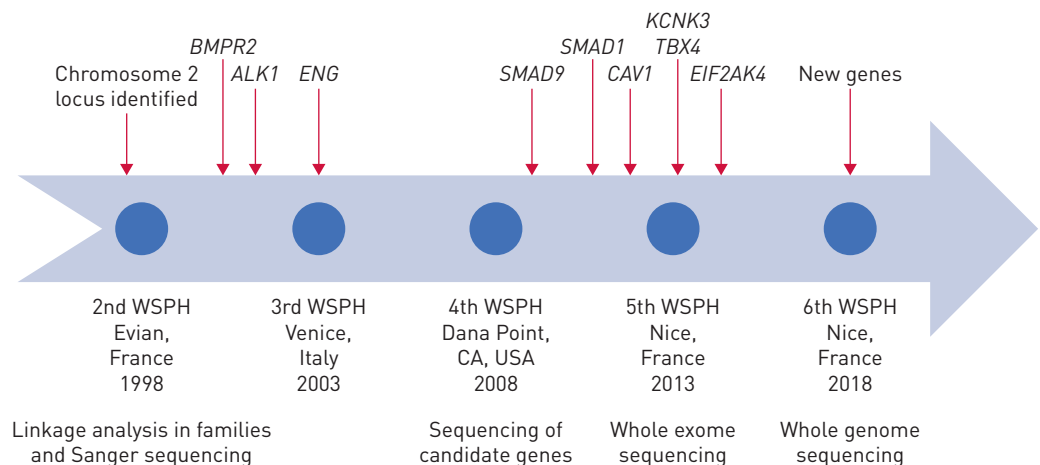 Chromosome 2
locus identified
BMPR2
ALK1
ENG
SMAD9
SMAD1
CAV1
KCNK3
TBX4
EIF2AK4
New genes
2nd WSPH
Evian,
France
1998
3rd WSPH
Venice,
Italy
2003
4th WSPH
Dana Point,
CA, USA
2008
5th WSPH
Nice,
France
2013
6th WSPH
Nice,
France
2018
Linkage analysis in families
and Sanger sequencing
Sequencing of
candidate genes
Whole exome
sequencing
Whole genome
sequencing